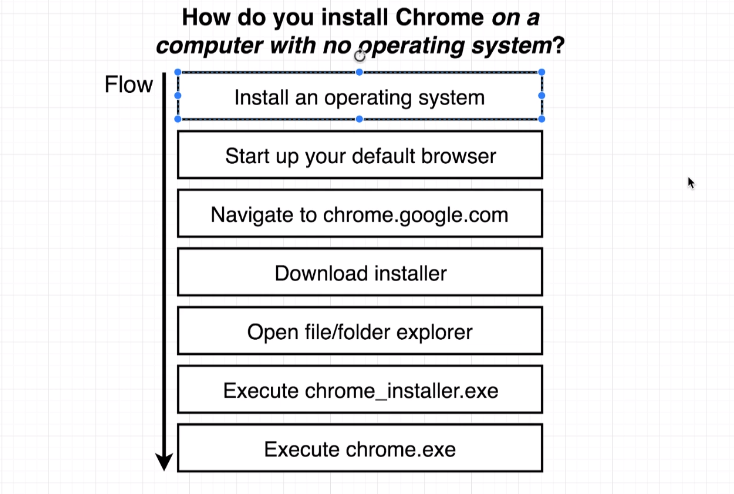 How do you install Chrome on a
computer with no operating system?
Flow
Install an operating system
Start up your default browser
Navigate to chrome.google.com
Download installer
Open file/folder explorer
Execute chrome_installer.exe
Execute chrome.exe